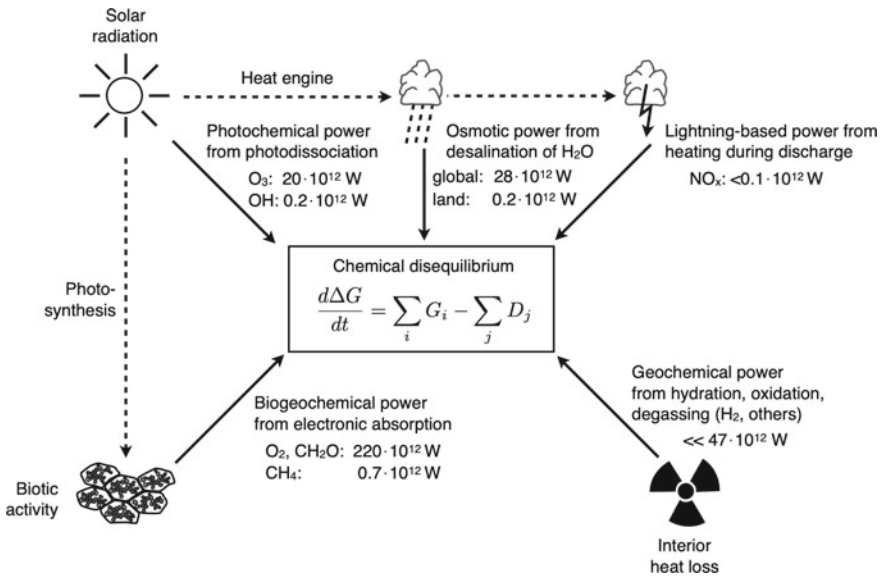 Solar
radiation
Heat engine
Photochemical power
from photodissociation
O₃: 20·10¹² W
OH: 0.2·10¹² W
Osmotic power from
desalination of H₂O
global: 28·10¹² W
land: 0.2·10¹² W
Lightning-based power from
heating during discharge
NOₓ: <0.1·10¹² W
Photo-
synthesis
Chemical disequilibrium
dΔG/dt = ∑ᵢ Gᵢ − ∑ⱼ Dⱼ
Biogeochemical power
from electronic absorption
O₂, CH₂O: 220·10¹² W
CH₄: 0.7·10¹² W
Geochemical power
from hydration, oxidation,
degassing (H₂, others)
<< 47·10¹² W
Biotic
activity
Interior
heat loss